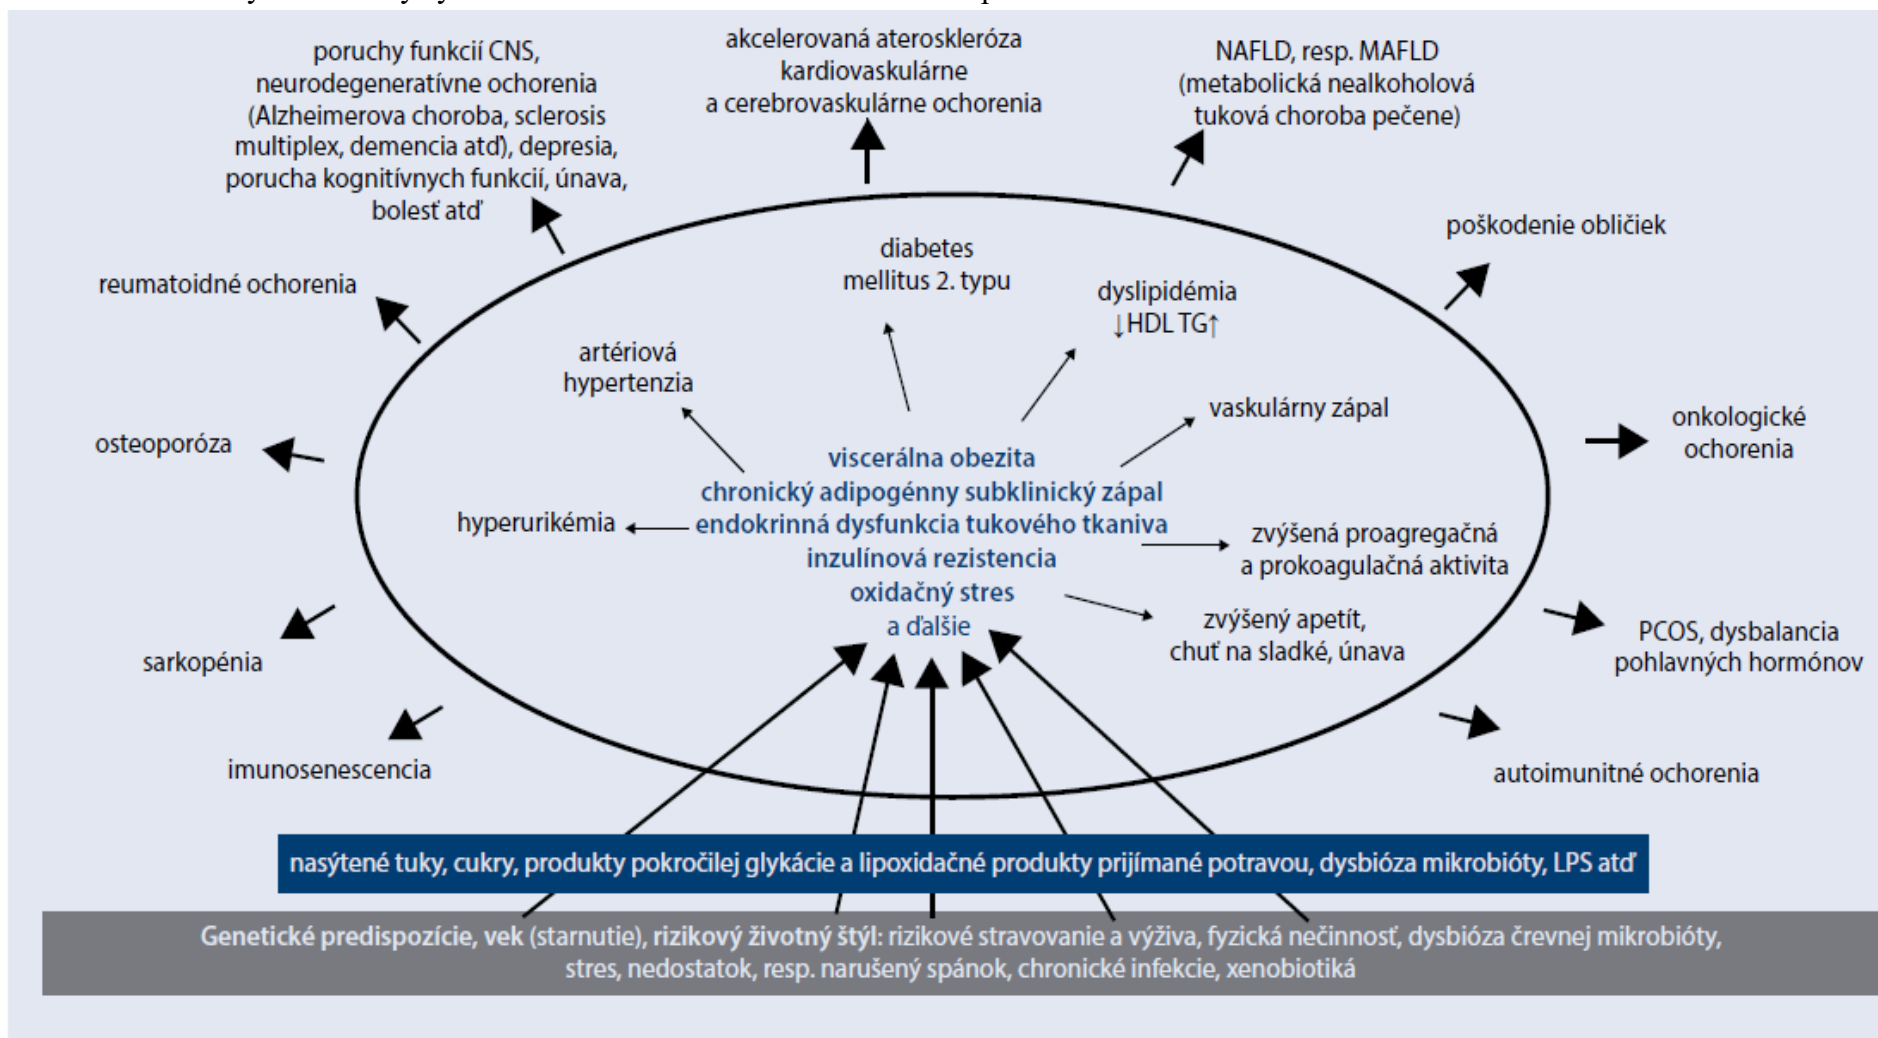 poruchy funkcií CNS,
neurodegeneratívne ochorenia
(Alzheimerova choroba, sclerosis
multiplex, demencia atď), depresia,
porucha kognitívnych funkcií, únava,
bolesť atď
akcelerovaná ateroskleróza
kardiovaskulárne
a cerebrovaskulárne ochorenia
NAFLD, resp. MAFLD
(metabolická nealkoholová
tuková choroba pečene)
poškodenie obličiek
reumatoidné ochorenia
diabetes
mellitus 2. typu
dyslipidémia
↓HDL TG↑
artériová
hypertenzia
vaskulárny zápal
onkologické
ochorenia
osteoporóza
viscerálna obezita
chronický adipogénny subklinický zápal
endokrinná dysfunkcia tukového tkaniva
inzulínová rezistencia
oxidačný stres
a ďalšie
hyperurikémia
zvýšená proagregačná
a prokoagulačná aktivita
zvýšený apetít,
chuť na sladké, únava
PCOS, dysbalancia
pohlavných hormónov
sarkopénia
imunosenescencia
autoimunitné ochorenia
nasýtené tuky, cukry, produkty pokročilej glykácie a lipoxidačné produkty prijímané potravou, dysbióza mikrobióty, LPS atď
Genetické predispozície, vek (starnutie), rizikový životný štýl: rizikové stravovanie a výživa, fyzická nečinnosť, dysbióza črevnej mikrobióty,
stres, nedostatok, resp. narušený spánok, chronické infekcie, xenobiotiká